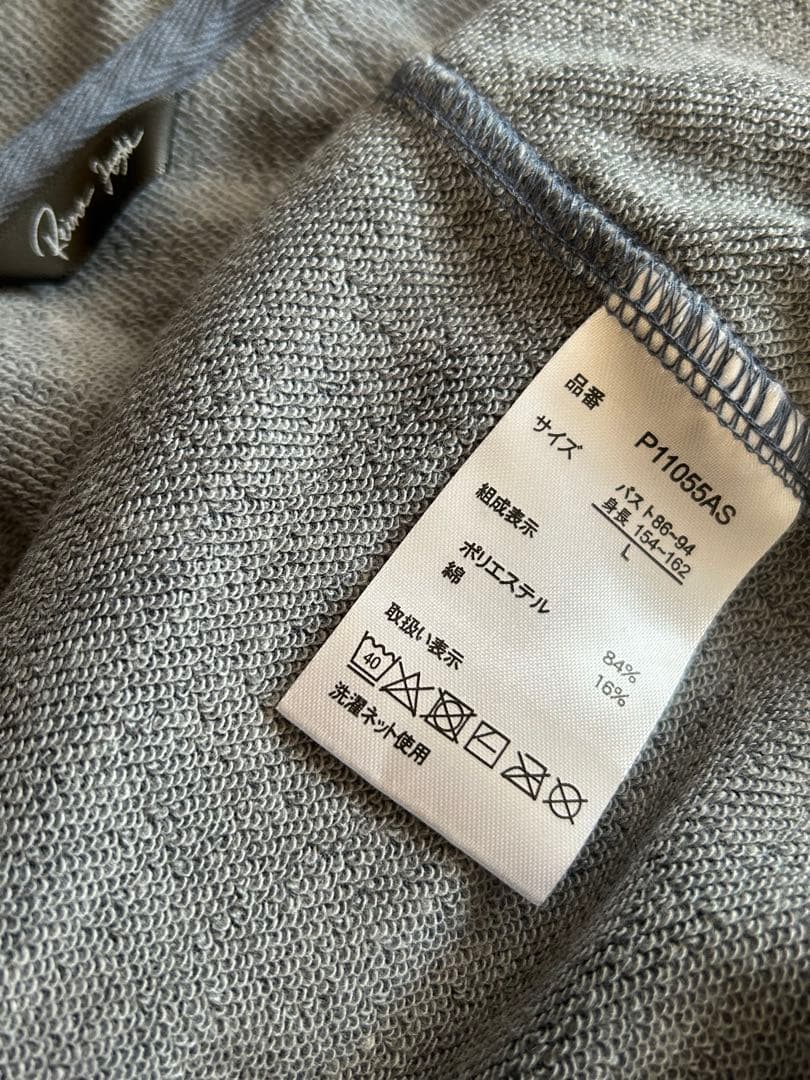 品番 P11055AS
サイズ
バスト86~94
身長 154~162
L
組成表示
ポリエステル 84%
綿 16%
取扱い表示
40
洗濯ネット使用